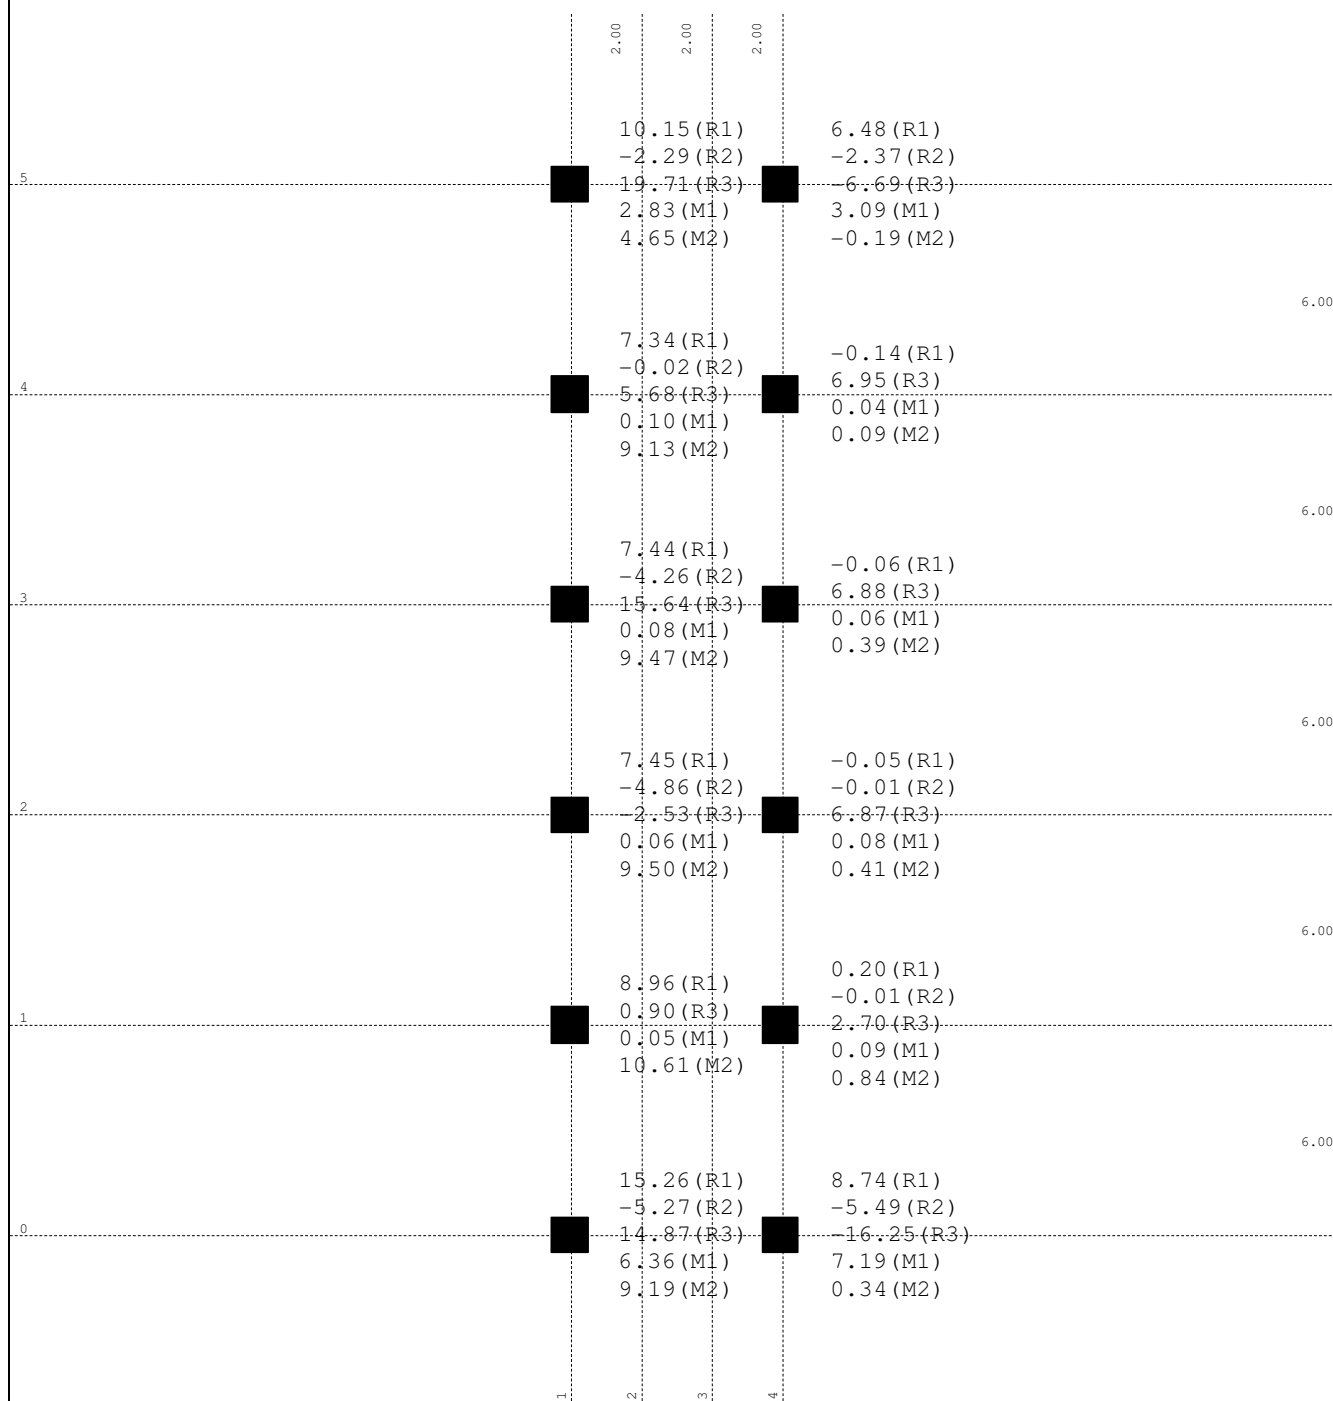 2.00
2.00
2.00
10.15(R1)
-2.29(R2)
19.71(R3)
2.83(M1)
4.65(M2)
6.48(R1)
-2.37(R2)
-6.69(R3)
3.09(M1)
-0.19(M2)
5
6.00
7.34(R1)
-0.02(R2)
5.68(R3)
0.10(M1)
9.13(M2)
-0.14(R1)
6.95(R3)
0.04(M1)
0.09(M2)
4
6.00
7.44(R1)
-4.26(R2)
15.64(R3)
0.08(M1)
9.47(M2)
-0.06(R1)
6.88(R3)
0.06(M1)
0.39(M2)
3
6.00
7.45(R1)
-4.86(R2)
-2.53(R3)
0.06(M1)
9.50(M2)
-0.05(R1)
-0.01(R2)
6.87(R3)
0.08(M1)
0.41(M2)
2
6.00
8.96(R1)
0.90(R3)
0.05(M1)
10.61(M2)
0.20(R1)
-0.01(R2)
2.70(R3)
0.09(M1)
0.84(M2)
1
6.00
15.26(R1)
-5.27(R2)
14.87(R3)
6.36(M1)
9.19(M2)
8.74(R1)
-5.49(R2)
-16.25(R3)
7.19(M1)
0.34(M2)
0
1
2
3
4